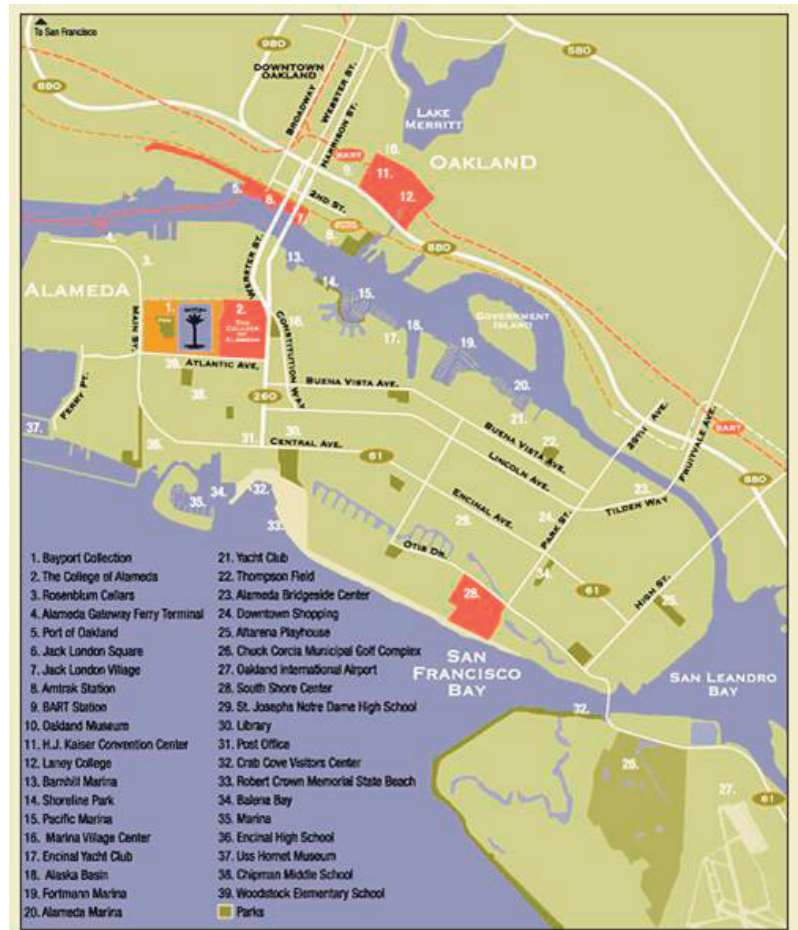 To San Francisco
980
580
880
DOWNTOWN
OAKLAND
BROADWAY
WEBSTER ST.
HARRISON ST.
LAKE
MERRITT
BART
10.
9.
11.
OAKLAND
12.
5.
6.
2ND ST.
7.
8.
880
4.
3.
13.
WEBSTER ST.
14.
15.
ALAMEDA
1.
2.
THE
COLLEGE
OF
ALAMEDA
MAIN ST.
CONSTITUTION WAY
16.
17.
18.
GOVERNMENT
ISLAND
19.
39.
ATLANTIC AVE.
FERRY PT.
38.
260
BUENA VISTA AVE.
20.
21.
29TH AVE.
FRUITVALE AVE.
BART
37.
36.
31.
30.
CENTRAL AVE.
61
BUENA VISTA AVE.
22.
LINCOLN AVE.
880
35.
34.
32.
33.
ENCINAL AVE.
29.
24.
23.
TILDEN WAY
PARK ST.
OTIS DR.
34.
28.
61
HIGH ST.
25.
SAN
FRANCISCO
BAY
SAN LEANDRO
BAY
32.
26.
27.
61
1. Bayport Collection
2. The College of Alameda
3. Rosenblum Cellars
4. Alameda Gateway Ferry Terminal
5. Port of Oakland
6. Jack London Square
7. Jack London Village
8. Amtrak Station
9. BART Station
10. Oakland Museum
11. H.J. Kaiser Convention Center
12. Laney College
13. Barnhill Marina
14. Shoreline Park
15. Pacific Marina
16. Marina Village Center
17. Encinal Yacht Club
18. Alaska Basin
19. Fortmann Marina
20. Alameda Marina
21. Yacht Club
22. Thompson Field
23. Alameda Bridgeside Center
24. Downtown Shopping
25. Altarena Playhouse
26. Chuck Corcia Municipal Golf Complex
27. Oakland International Airport
28. South Shore Center
29. St. Josephs Notre Dame High School
30. Library
31. Post Office
32. Crab Cove Visitors Center
33. Robert Crown Memorial State Beach
34. Balena Bay
35. Marina
36. Encinal High School
37. Uss Hornet Museum
38. Chipman Middle School
39. Woodstock Elementary School
Parks